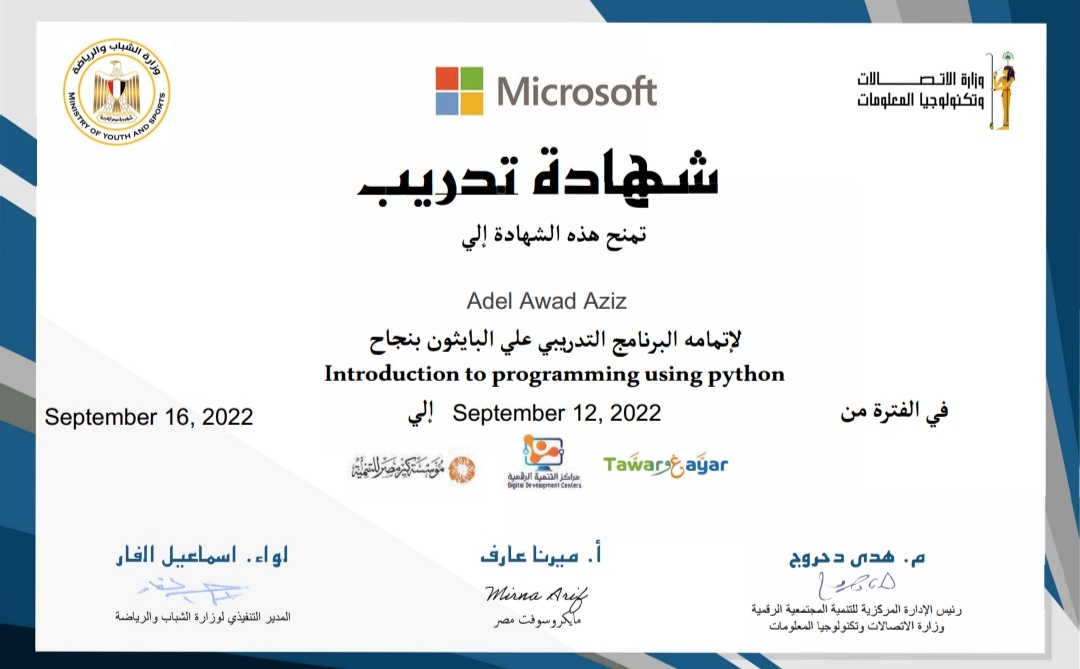 وزارة الشباب والرياضة
MINISTRY OF YOUTH AND SPORTS
Microsoft
وزارة الاتصـــالات
وتكنولوجيا المعلومات
شهادة تدريب
تمنح هذه الشهادة إلي
Adel Awad Aziz
لإتمامه البرنامج التدريبي علي البايثون بنجاح
Introduction to programming using python
في الفترة من September 12, 2022 إلي September 16, 2022
Tawar غ و ayar
مراكز التنمية الرقمية
Digital Development Centers
مؤسسة كير مصر للتنمية
م. هدى دحروج
رئيس الإدارة المركزية للتنمية المجتمعية الرقمية
وزارة الاتصالات وتكنولوجيا المعلومات
أ. ميرنا عارف
Mirna Arif
مايكروسوفت مصر
لواء. اسماعيل الفار
المدير التنفيذي لوزارة الشباب والرياضة